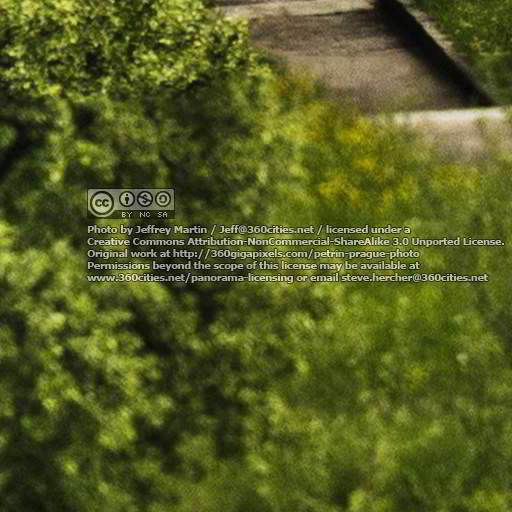 cc BY NC SA
Photo by Jeffrey Martin / Jeff@360cities.net / licensed under a
Creative Commons Attribution-NonCommercial-ShareAlike 3.0 Unported License.
Original work at http://360gigapixels.com/petrin-prague-photo
Permissions beyond the scope of this license may be available at
www.360cities.net/panorama-licensing or email steve.hercher@360cities.net